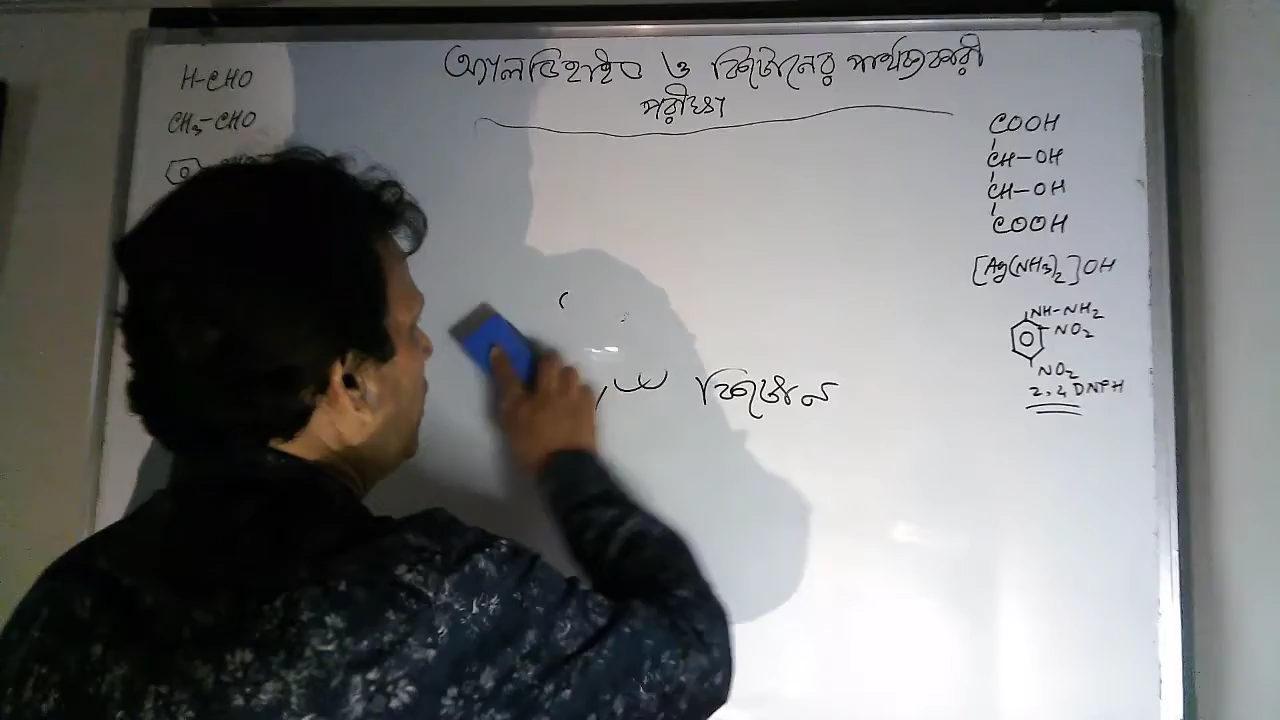 অ্যালডিহাইড ও কিটোনের পার্থক্যকারী
পরীক্ষা
H-CHO
CH₃-CHO
COOH
CH-OH
CH-OH
COOH
[Ag(NH₃)₂]OH
NH-NH₂
NO₂
NO₂
2,4 DNPH
কিটোন